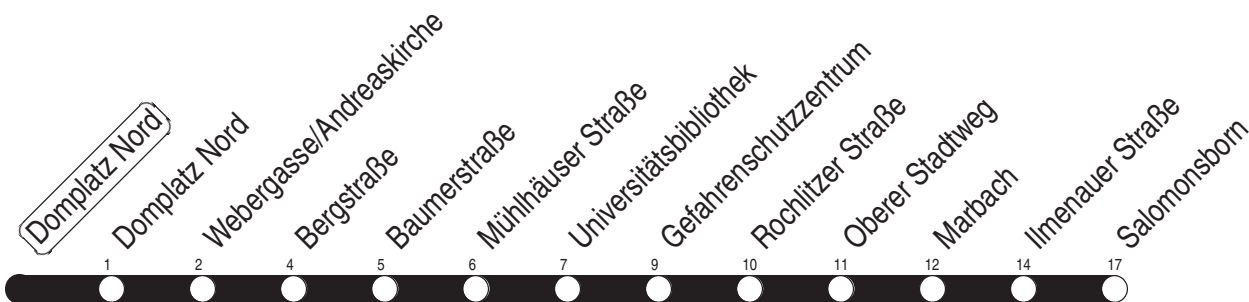 Domplatz Nord
Domplatz Nord
Webergasse/Andreaskirche
Bergstraße
Baumerstraße
Mühlhäuser Straße
Universitätsbibliothek
Gefahrenschutzzentrum
Rochlitzer Straße
Oberer Stadtweg
Marbach
Ilmenauer Straße
Salomonsborn
1 2 4 5 6 7 9 10 11 12 14 17